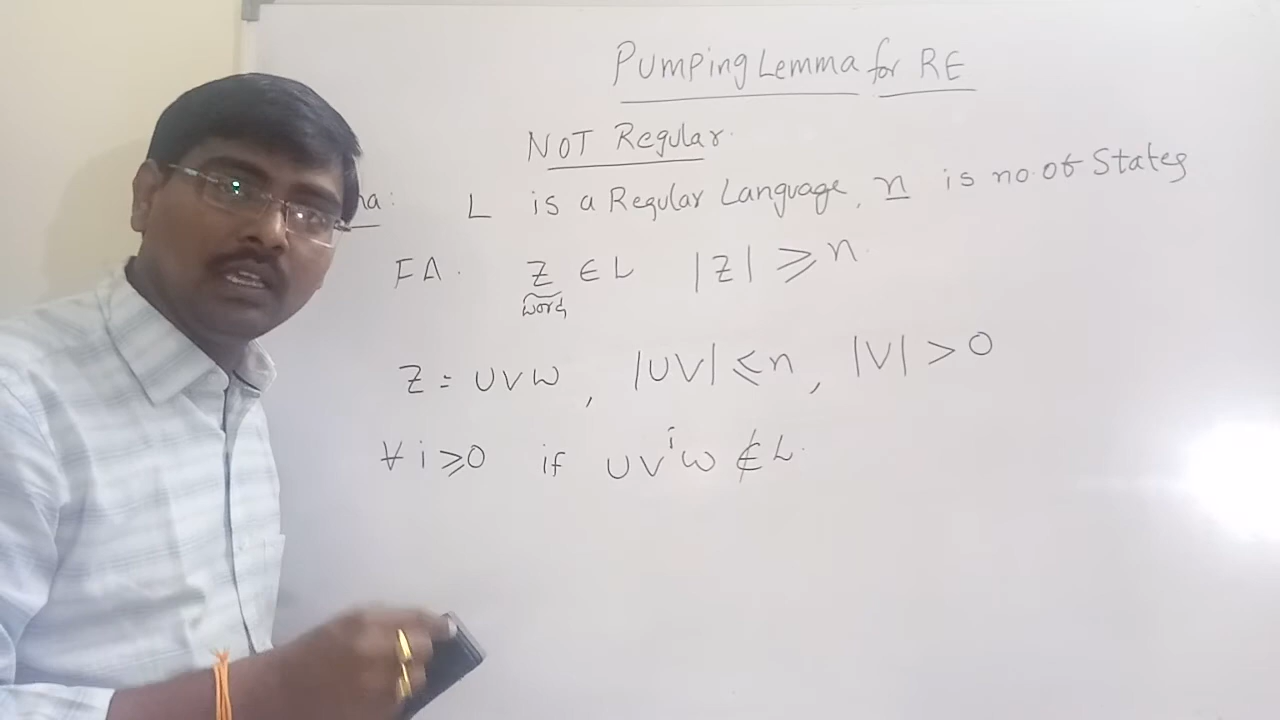 Pumping Lemma for RE
NOT Regular.
ma: L is a Regular Language, n is no.of States
FA. Z ∈ L |Z| ⩾ n.
word
Z = UVW, |UV| ⩽ n, |V| > 0
∀ i ⩾ 0 if UVⁱW ∉ L.